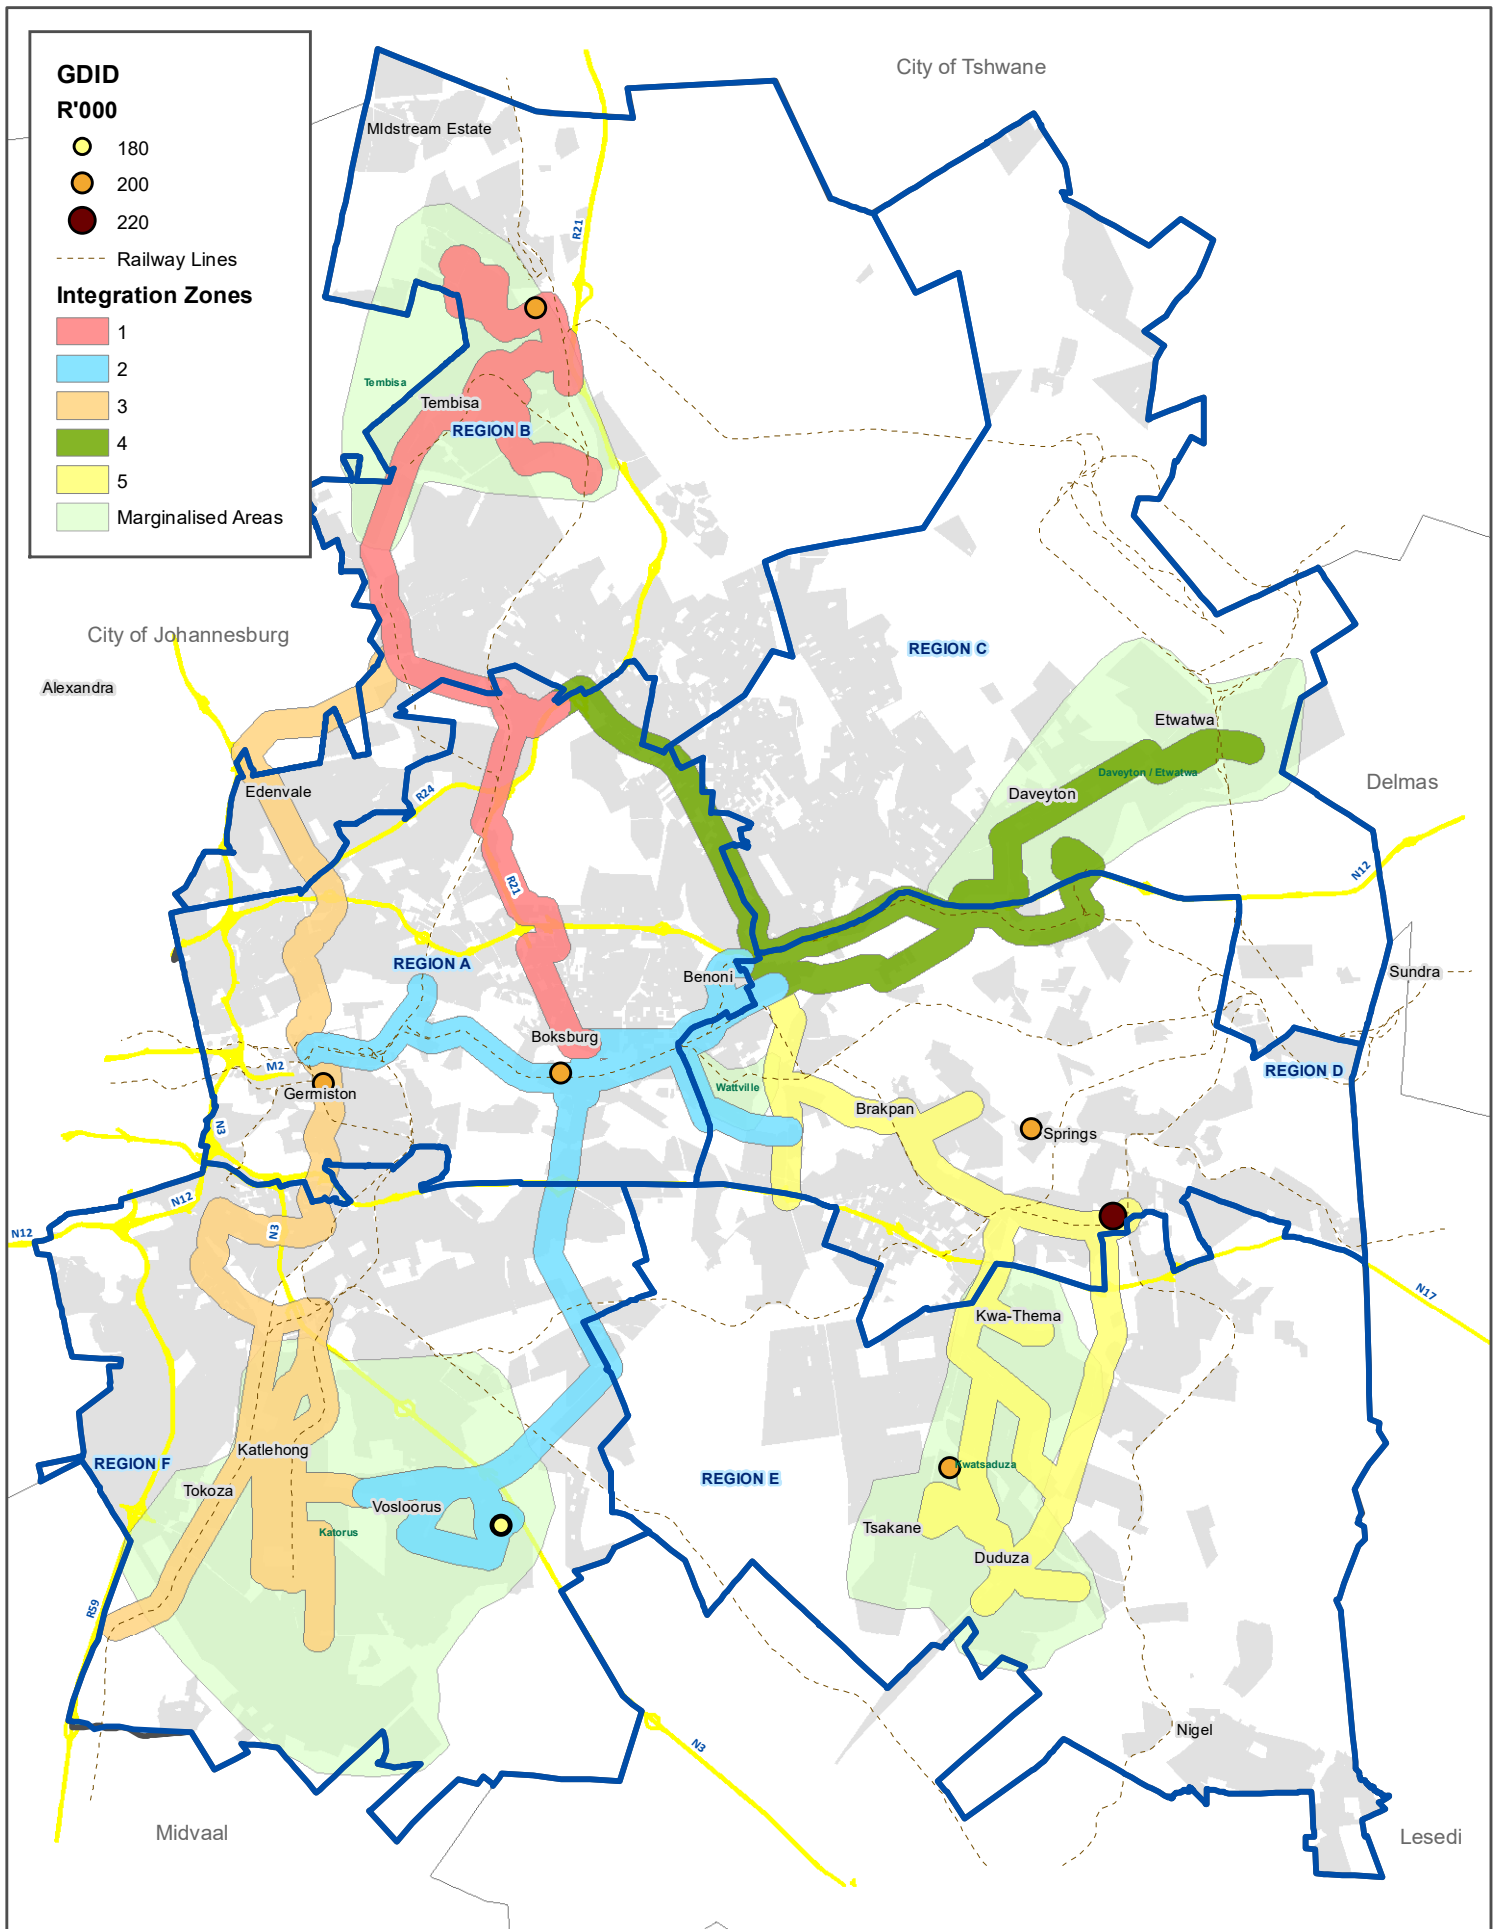 GDID
R'000
180
200
220
Railway Lines
Integration Zones
1
2
3
4
5
Marginalised Areas
City of Tshwane
MIdstream Estate
R21
Tembisa
Tembisa
REGION B
City of Johannesburg
REGION C
Alexandra
Etwatwa
Daveyton / Etwatwa
Delmas
Edenvale
R24
Daveyton
N12
R21
REGION A
Benoni
Sundra
Boksburg
M2
REGION D
Germiston
Wattville
Brakpan
N3
Springs
N12
N12
N3
N17
Kwa-Thema
Katlehong
REGION F
Kwatsaduza
REGION E
Tokoza
Vosloorus
Katorus
Tsakane
Duduza
R59
Nigel
N3
Midvaal
Lesedi